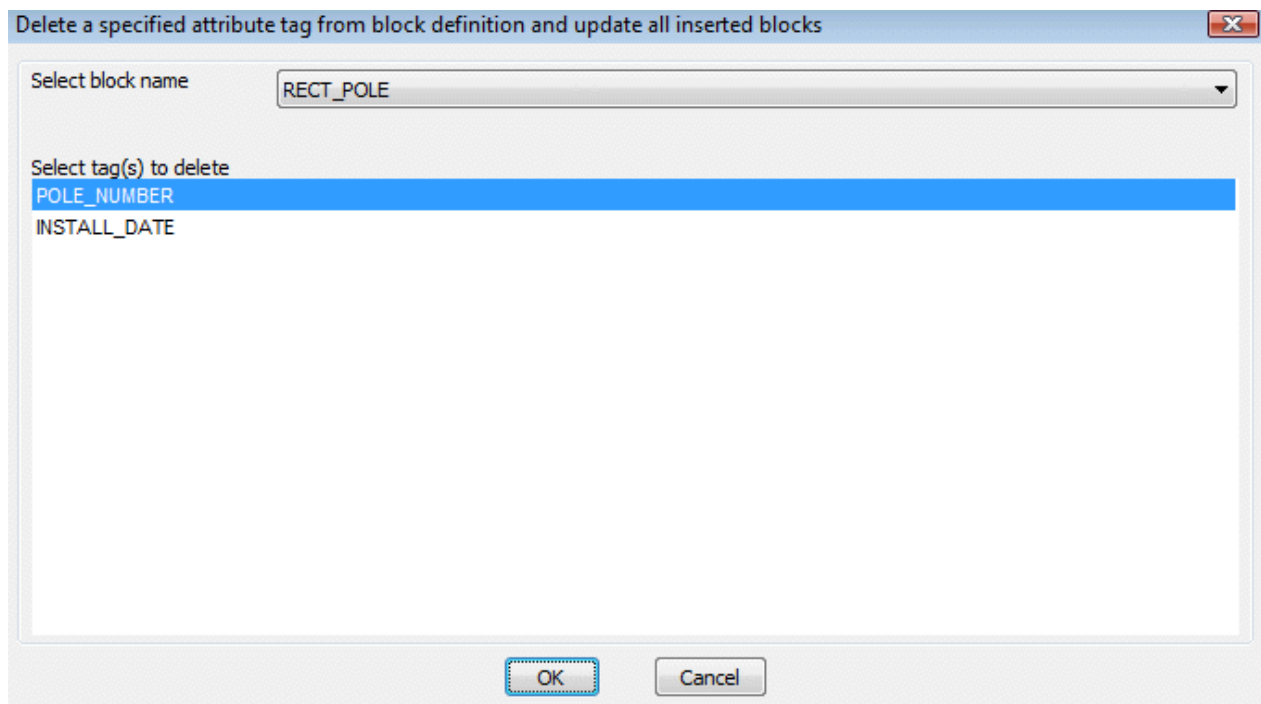 Delete a specified attribute tag from block definition and update all inserted blocks
Select block name
RECT_POLE
Select tag(s) to delete
POLE_NUMBER
INSTALL_DATE
OK
Cancel